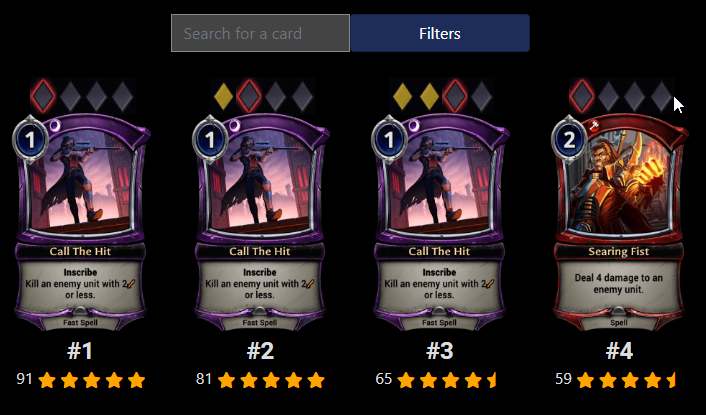 Search for a card
Filters
1
Call The Hit
Inscribe
Kill an enemy unit with 2
or less.
Fast Spell
#1
91
1
Call The Hit
Inscribe
Kill an enemy unit with 2
or less.
Fast Spell
#2
81
1
Call The Hit
Inscribe
Kill an enemy unit with 2
or less.
Fast Spell
#3
65
2
Searing Fist
Deal 4 damage to an
enemy unit.
Spell
#4
59